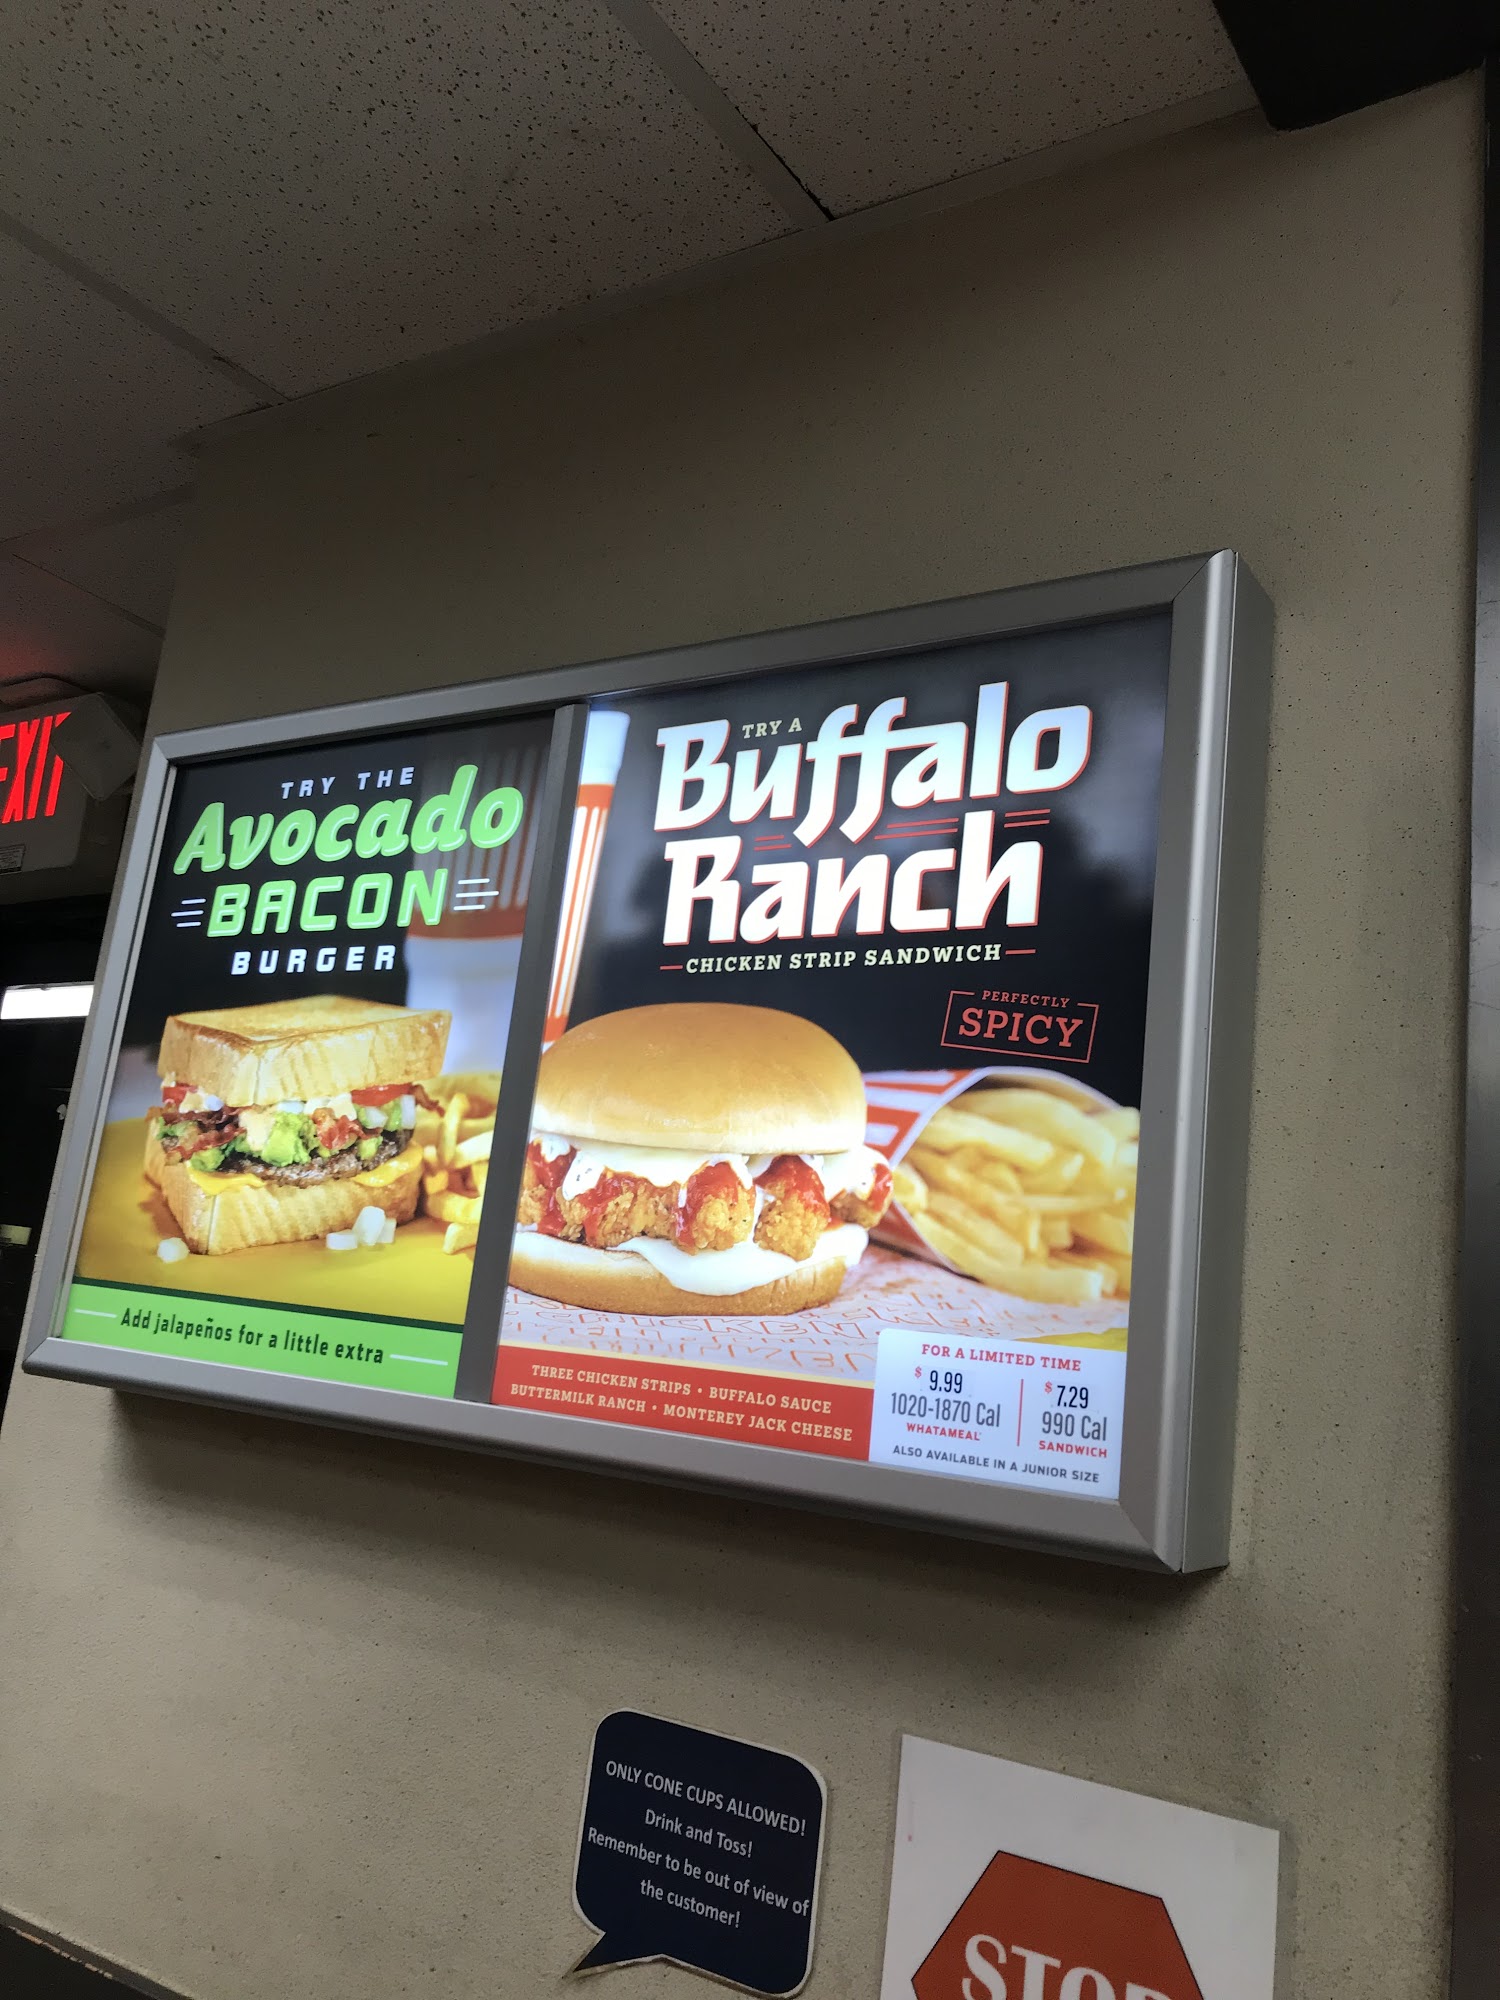 EXIT
TRY THE
Avocado
BACON
BURGER
Add jalapeños for a little extra
TRY A
Buffalo
Ranch
CHICKEN STRIP SANDWICH
PERFECTLY
SPICY
THREE CHICKEN STRIPS • BUFFALO SAUCE
BUTTERMILK RANCH • MONTEREY JACK CHEESE
FOR A LIMITED TIME
$9.99
1020-1870 Cal
WHATAMEAL
$7.29
990 Cal
SANDWICH
ALSO AVAILABLE IN A JUNIOR SIZE
ONLY CONE CUPS ALLOWED!
Drink and Toss!
Remember to be out of view of
the customer!
STOP